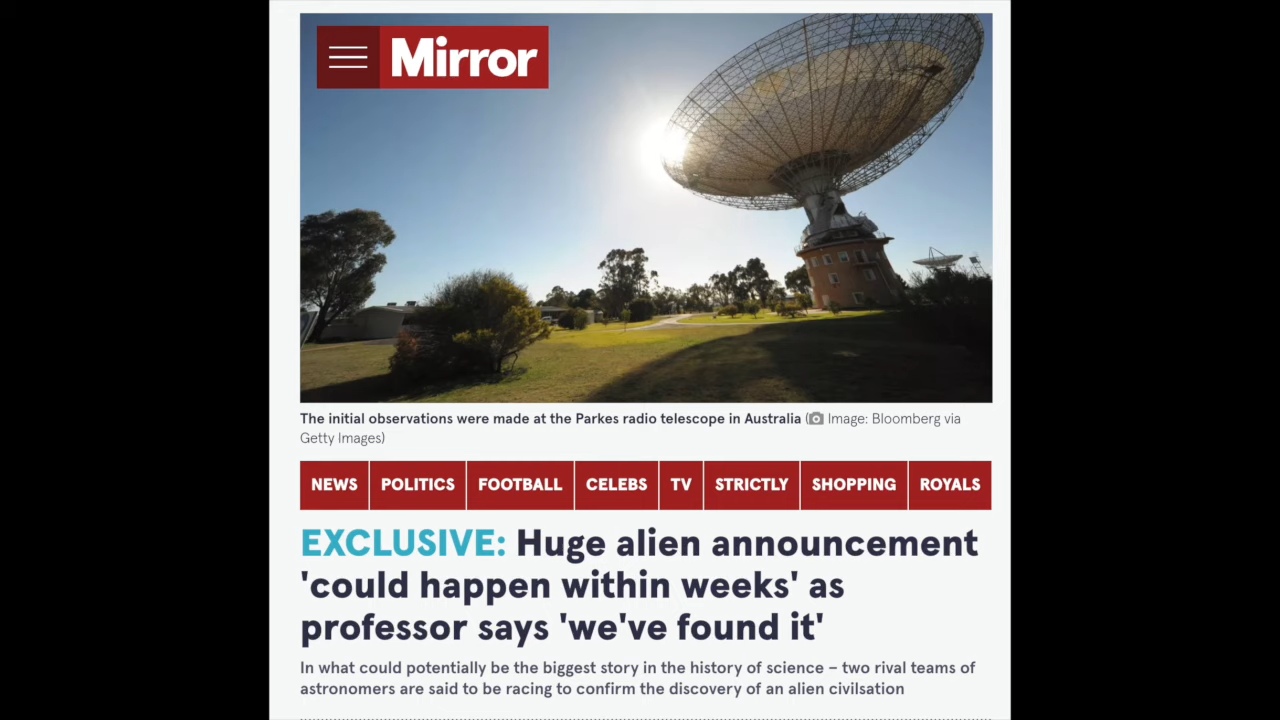 Mirror
The initial observations were made at the Parkes radio telescope in Australia (Image: Bloomberg via
Getty Images)
NEWS POLITICS FOOTBALL CELEBS TV STRICTLY SHOPPING ROYALS
EXCLUSIVE: Huge alien announcement
'could happen within weeks' as
professor says 'we've found it'
In what could potentially be the biggest story in the history of science – two rival teams of
astronomers are said to be racing to confirm the discovery of an alien civilsation